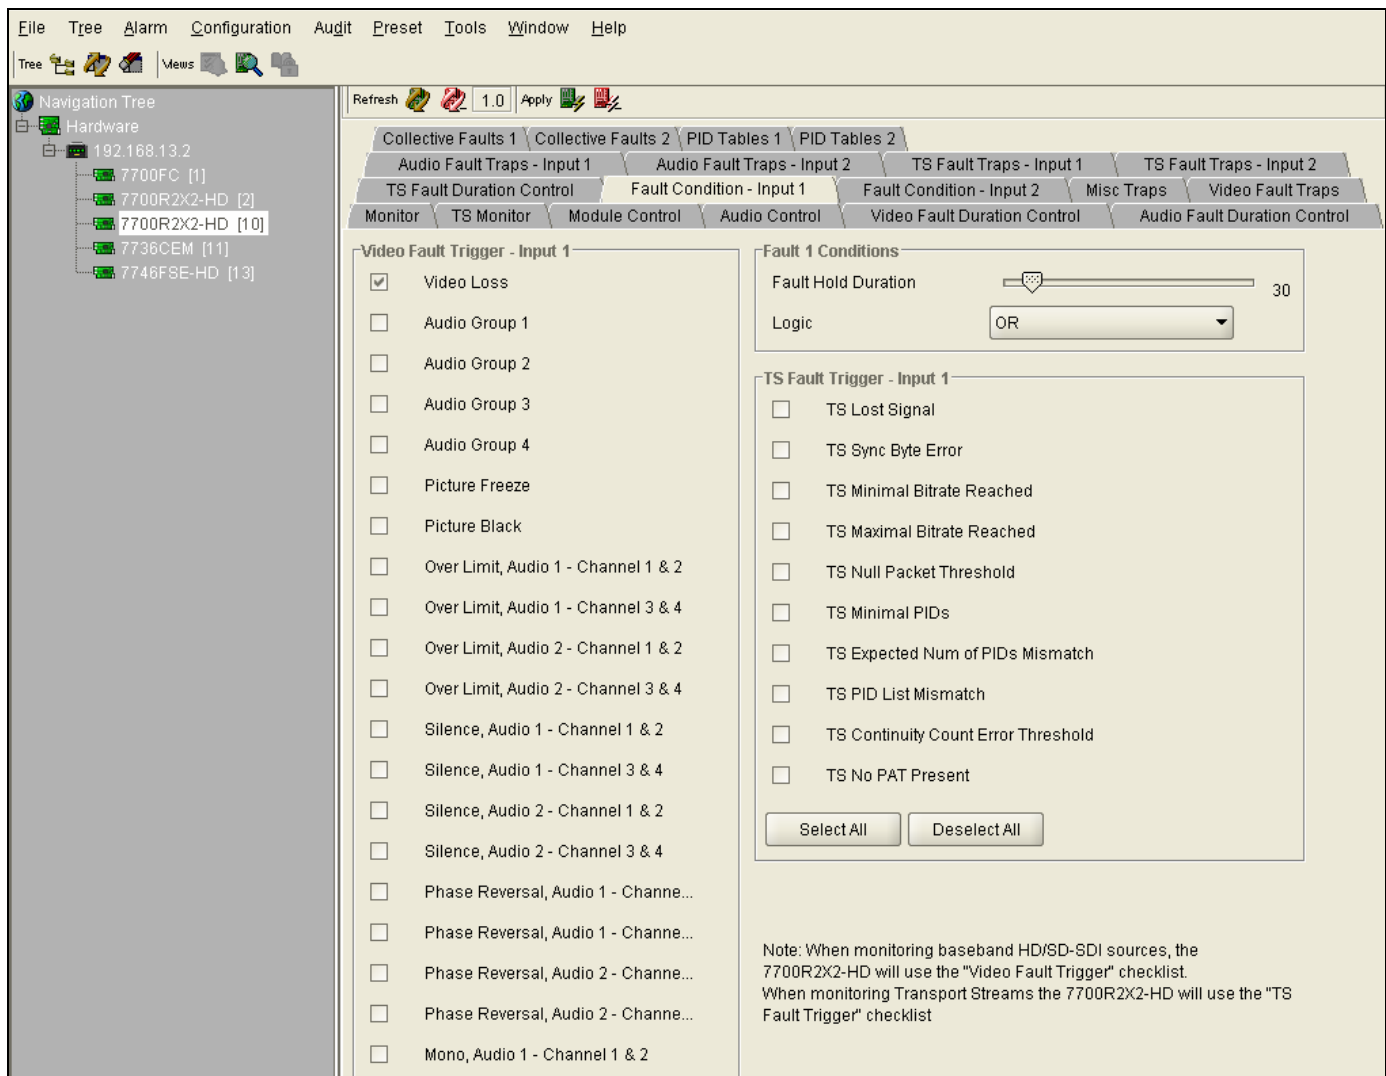 File Tree Alarm Configuration Audit Preset Tools Window Help
Tree Views
Navigation Tree
Hardware
192.168.13.2
7700FC [1]
7700R2X2-HD [2]
7700R2X2-HD [10]
7736CEM [11]
7746FSE-HD [13]
Refresh 1.0 Apply
Collective Faults 1 Collective Faults 2 PID Tables 1 PID Tables 2
Audio Fault Traps - Input 1 Audio Fault Traps - Input 2 TS Fault Traps - Input 1 TS Fault Traps - Input 2
TS Fault Duration Control Fault Condition - Input 1 Fault Condition - Input 2 Misc Traps Video Fault Traps
Monitor TS Monitor Module Control Audio Control Video Fault Duration Control Audio Fault Duration Control
Video Fault Trigger - Input 1
Video Loss
Audio Group 1
Audio Group 2
Audio Group 3
Audio Group 4
Picture Freeze
Picture Black
Over Limit, Audio 1 - Channel 1 & 2
Over Limit, Audio 1 - Channel 3 & 4
Over Limit, Audio 2 - Channel 1 & 2
Over Limit, Audio 2 - Channel 3 & 4
Silence, Audio 1 - Channel 1 & 2
Silence, Audio 1 - Channel 3 & 4
Silence, Audio 2 - Channel 1 & 2
Silence, Audio 2 - Channel 3 & 4
Phase Reversal, Audio 1 - Channe...
Phase Reversal, Audio 1 - Channe...
Phase Reversal, Audio 2 - Channe...
Phase Reversal, Audio 2 - Channe...
Mono, Audio 1 - Channel 1 & 2
Fault 1 Conditions
Fault Hold Duration 30
Logic OR
TS Fault Trigger - Input 1
TS Lost Signal
TS Sync Byte Error
TS Minimal Bitrate Reached
TS Maximal Bitrate Reached
TS Null Packet Threshold
TS Minimal PIDs
TS Expected Num of PIDs Mismatch
TS PID List Mismatch
TS Continuity Count Error Threshold
TS No PAT Present
Select All Deselect All
Note: When monitoring baseband HD/SD-SDI sources, the
7700R2X2-HD will use the "Video Fault Trigger" checklist.
When monitoring Transport Streams the 7700R2X2-HD will use the "TS
Fault Trigger" checklist